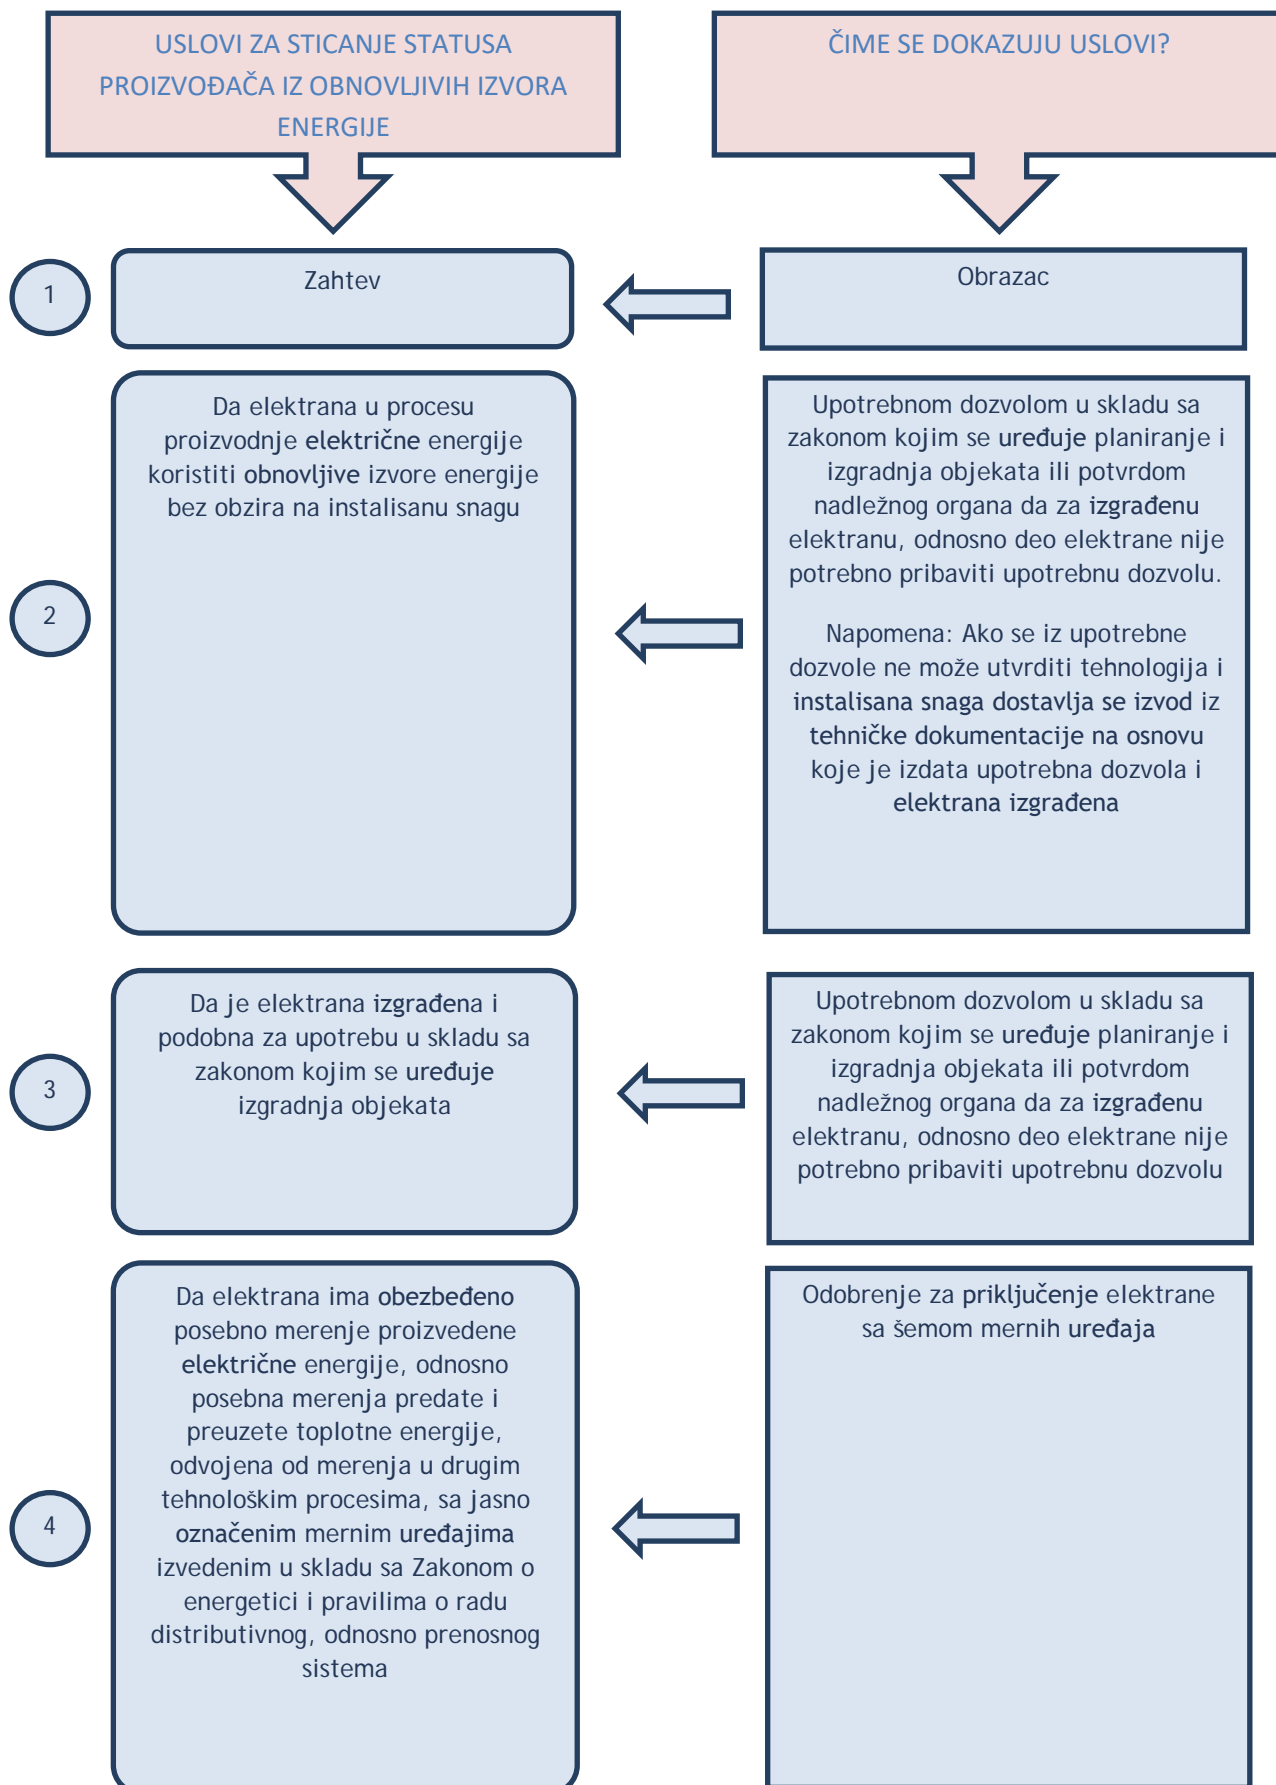 USLOVI ZA STICANJE STATUSA
PROIZVOĐAČA IZ OBNOVLJIVIH IZVORA
ENERGIJE
ČIME SE DOKAZUJU USLOVI?
1
Zahtev
Obrazac
2
Da elektrana u procesu
proizvodnje električne energije
koristiti obnovljive izvore energije
bez obzira na instalisanu snagu
Upotrebnom dozvolom u skladu sa
zakonom kojim se uređuje planiranje i
izgradnja objekata ili potvrdom
nadležnog organa da za izgrađenu
elektranu, odnosno deo elektrane nije
potrebno pribaviti upotrebnu dozvolu.
Napomena: Ako se iz upotrebne
dozvole ne može utvrditi tehnologija i
instalisana snaga dostavlja se izvod iz
tehničke dokumentacije na osnovu
koje je izdata upotrebna dozvola i
elektrana izgrađena
3
Da je elektrana izgrađena i
podobna za upotrebu u skladu sa
zakonom kojim se uređuje
izgradnja objekata
Upotrebnom dozvolom u skladu sa
zakonom kojim se uređuje planiranje i
izgradnja objekata ili potvrdom
nadležnog organa da za izgrađenu
elektranu, odnosno deo elektrane nije
potrebno pribaviti upotrebnu dozvolu
4
Da elektrana ima obezbeđeno
posebno merenje proizvedene
električne energije, odnosno
posebna merenja predate i
preuzete toplotne energije,
odvojena od merenja u drugim
tehnološkim procesima, sa jasno
označenim mernim uređajima
izvedenim u skladu sa Zakonom o
energetici i pravilima o radu
distributivnog, odnosno prenosnog
sistema
Odobrenje za priključenje elektrane
sa šemom mernih uređaja